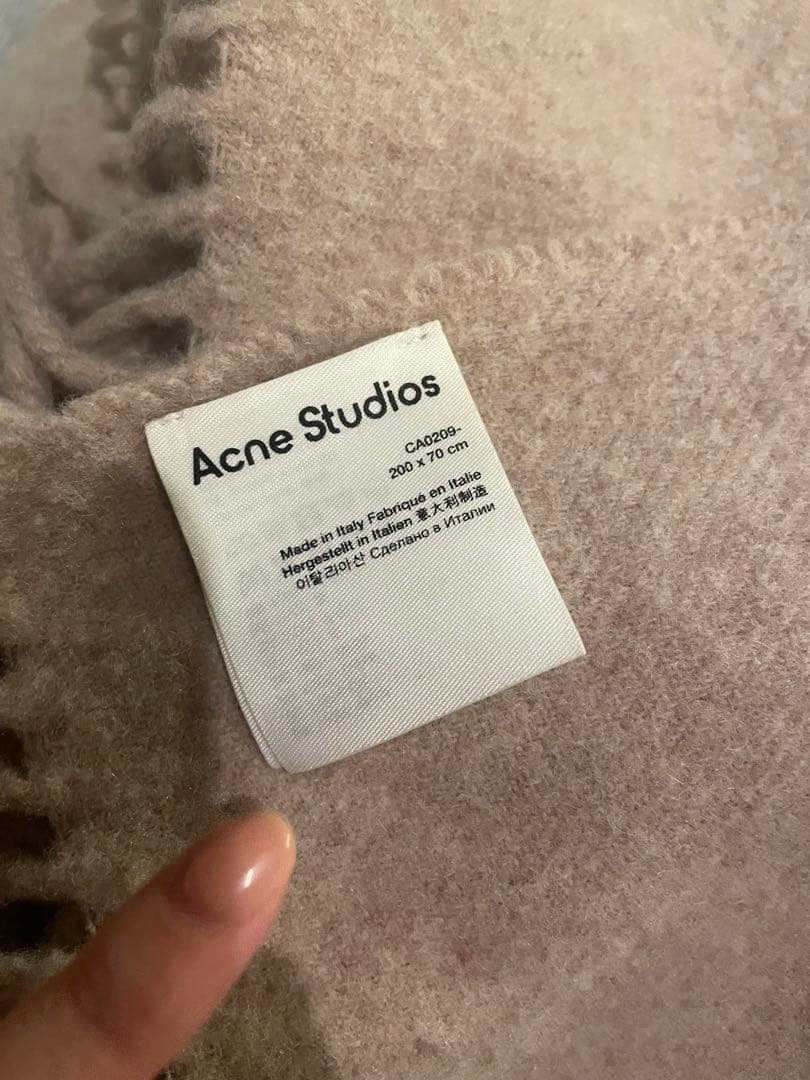 Acne Studios
CA0209-
200 x 70 cm
Made in Italy Fabriqué en Italie
Hergestellt in Italien 意大利制造
이탈리아산 Сделано в Италии